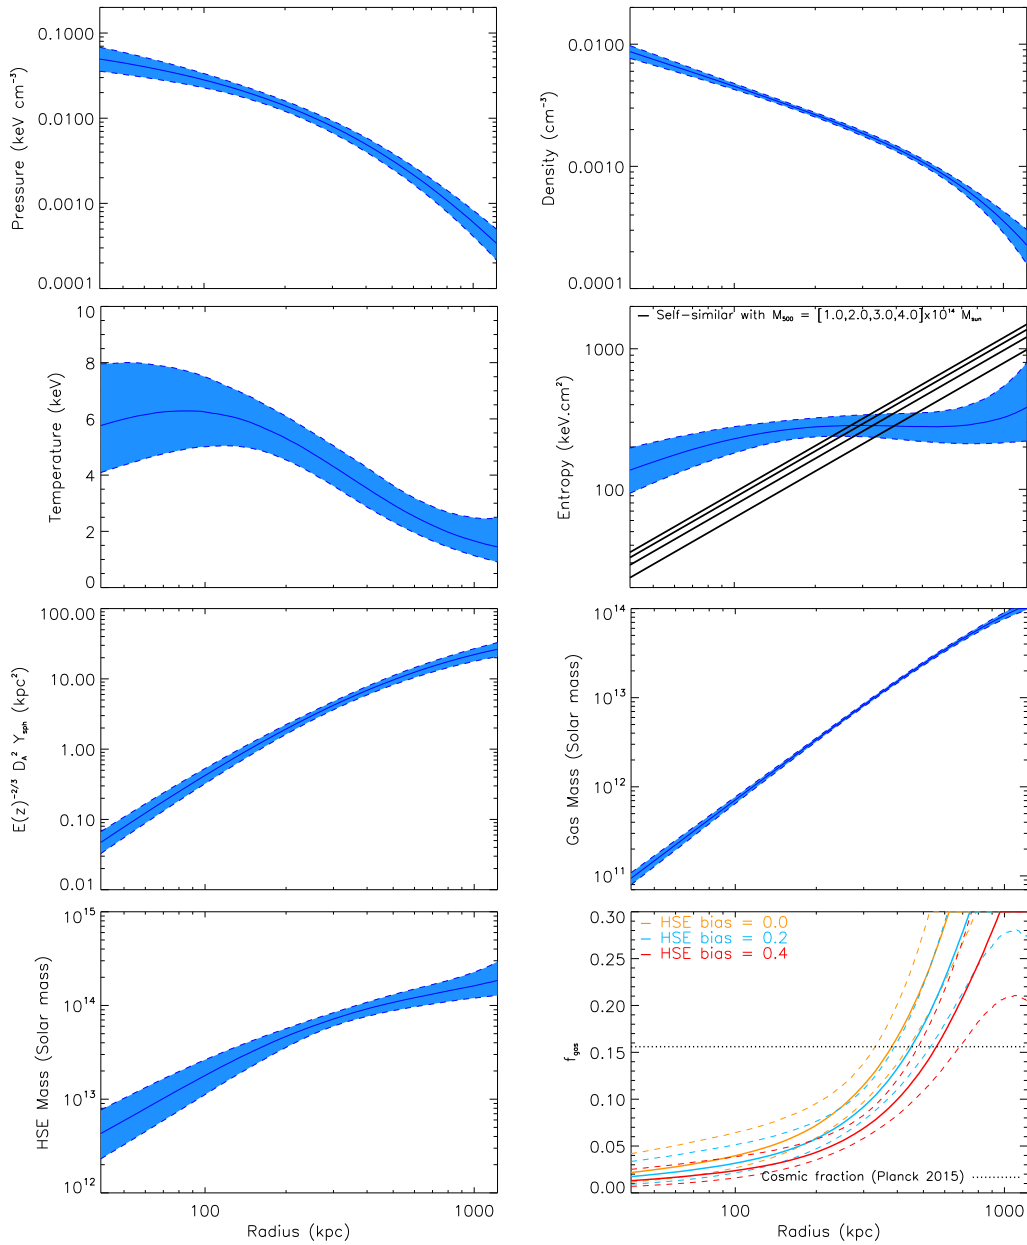 0.1000
0.0100
0.0010
0.0001
Pressure (keV cm⁻³)
0.0100
0.0010
0.0001
Density (cm⁻³)
10
8
6
4
2
0
Temperature (keV)
Self-similar with M₅₀₀ = [1.0,2.0,3.0,4.0]x10¹⁴ Mₛᵤₙ
1000
100
Entropy (keV.cm²)
100.00
10.00
1.00
0.10
0.01
E(z)⁻²ᐟ³ D_A² Y_sph (kpc²)
10¹⁴
10¹³
10¹²
10¹¹
Gas Mass (Solar mass)
10¹⁵
10¹⁴
10¹³
10¹²
HSE Mass (Solar mass)
100
1000
Radius (kpc)
0.30
0.25
0.20
0.15
0.10
0.05
0.00
f_gas
HSE bias = 0.0
HSE bias = 0.2
HSE bias = 0.4
Cosmic fraction (Planck 2015)
100
1000
Radius (kpc)